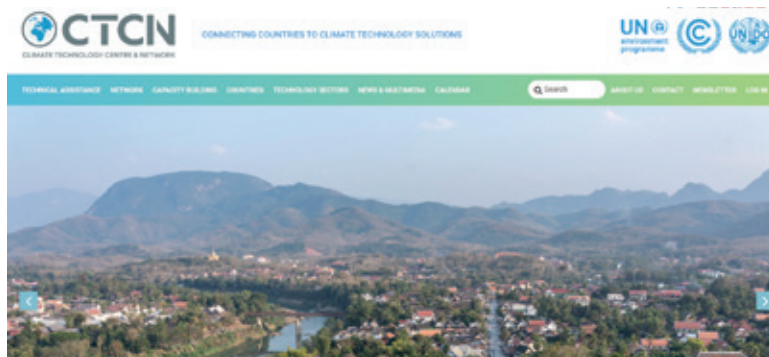 CTCN
CLIMATE TECHNOLOGY CENTRE & NETWORK
CONNECTING COUNTRIES TO CLIMATE TECHNOLOGY SOLUTIONS
UN
environment
programme
UNIDO
TECHNICAL ASSISTANCE NETWORK CAPACITY BUILDING COUNTRIES TECHNOLOGY SECTORS NEWS & MULTIMEDIA CALENDAR Search ABOUT US CONTACT NEWSLETTER LOG IN